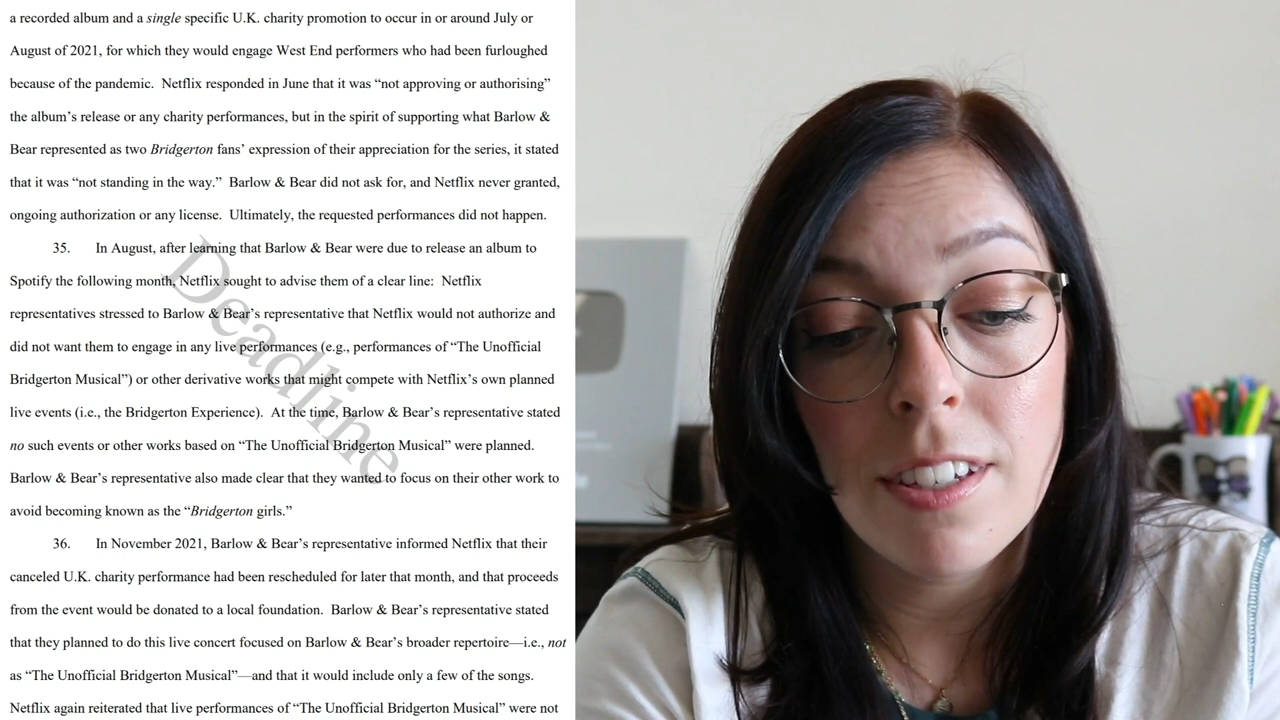 a recorded album and a single specific U.K. charity promotion to occur in or around July or
August of 2021, for which they would engage West End performers who had been furloughed
because of the pandemic.  Netflix responded in June that it was “not approving or authorising”
the album’s release or any charity performances, but in the spirit of supporting what Barlow &
Bear represented as two Bridgerton fans’ expression of their appreciation for the series, it stated
that it was “not standing in the way.”  Barlow & Bear did not ask for, and Netflix never granted,
ongoing authorization or any license.  Ultimately, the requested performances did not happen.
35. In August, after learning that Barlow & Bear were due to release an album to
Spotify the following month, Netflix sought to advise them of a clear line:  Netflix
representatives stressed to Barlow & Bear’s representative that Netflix would not authorize and
did not want them to engage in any live performances (e.g., performances of “The Unofficial
Bridgerton Musical”) or other derivative works that might compete with Netflix’s own planned
live events (i.e., the Bridgerton Experience).  At the time, Barlow & Bear’s representative stated
no such events or other works based on “The Unofficial Bridgerton Musical” were planned.
Barlow & Bear’s representative also made clear that they wanted to focus on their other work to
avoid becoming known as the “Bridgerton girls.”
36. In November 2021, Barlow & Bear’s representative informed Netflix that their
canceled U.K. charity performance had been rescheduled for later that month, and that proceeds
from the event would be donated to a local foundation.  Barlow & Bear’s representative stated
that they planned to do this live concert focused on Barlow & Bear’s broader repertoire—i.e., not
as “The Unofficial Bridgerton Musical”—and that it would include only a few of the songs.
Netflix again reiterated that live performances of “The Unofficial Bridgerton Musical” were not
Deadline